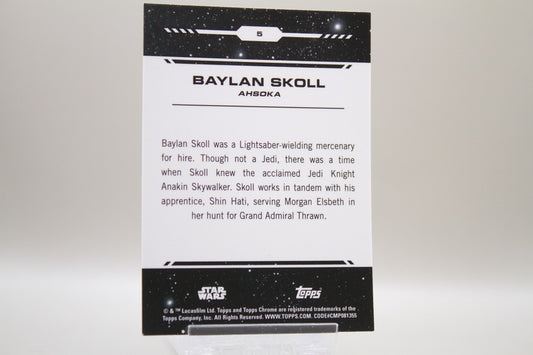 5
BAYLAN SKOLL
AHSOKA
Baylan Skoll was a Lightsaber-wielding mercenary
for hire. Though not a Jedi, there was a time
when Skoll knew the acclaimed Jedi Knight
Anakin Skywalker. Skoll works in tandem with his
apprentice, Shin Hati, serving Morgan Elsbeth in
her hunt for Grand Admiral Thrawn.
STAR WARS
Topps
© & ™ Lucasfilm Ltd. Topps and Topps Chrome are registered trademarks of the
Topps Company, Inc. All Rights Reserved. WWW.TOPPS.COM. CODE#CMP081355